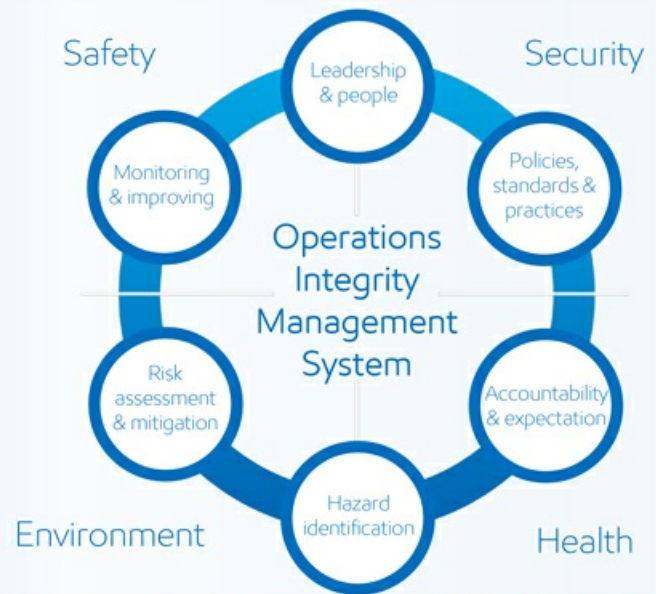 Safety
Security
Leadership
& people
Monitoring
& improving
Policies,
standards &
practices
Operations
Integrity
Management
System
Risk
assessment
& mitigation
Accountability
& expectation
Hazard
identification
Environment
Health